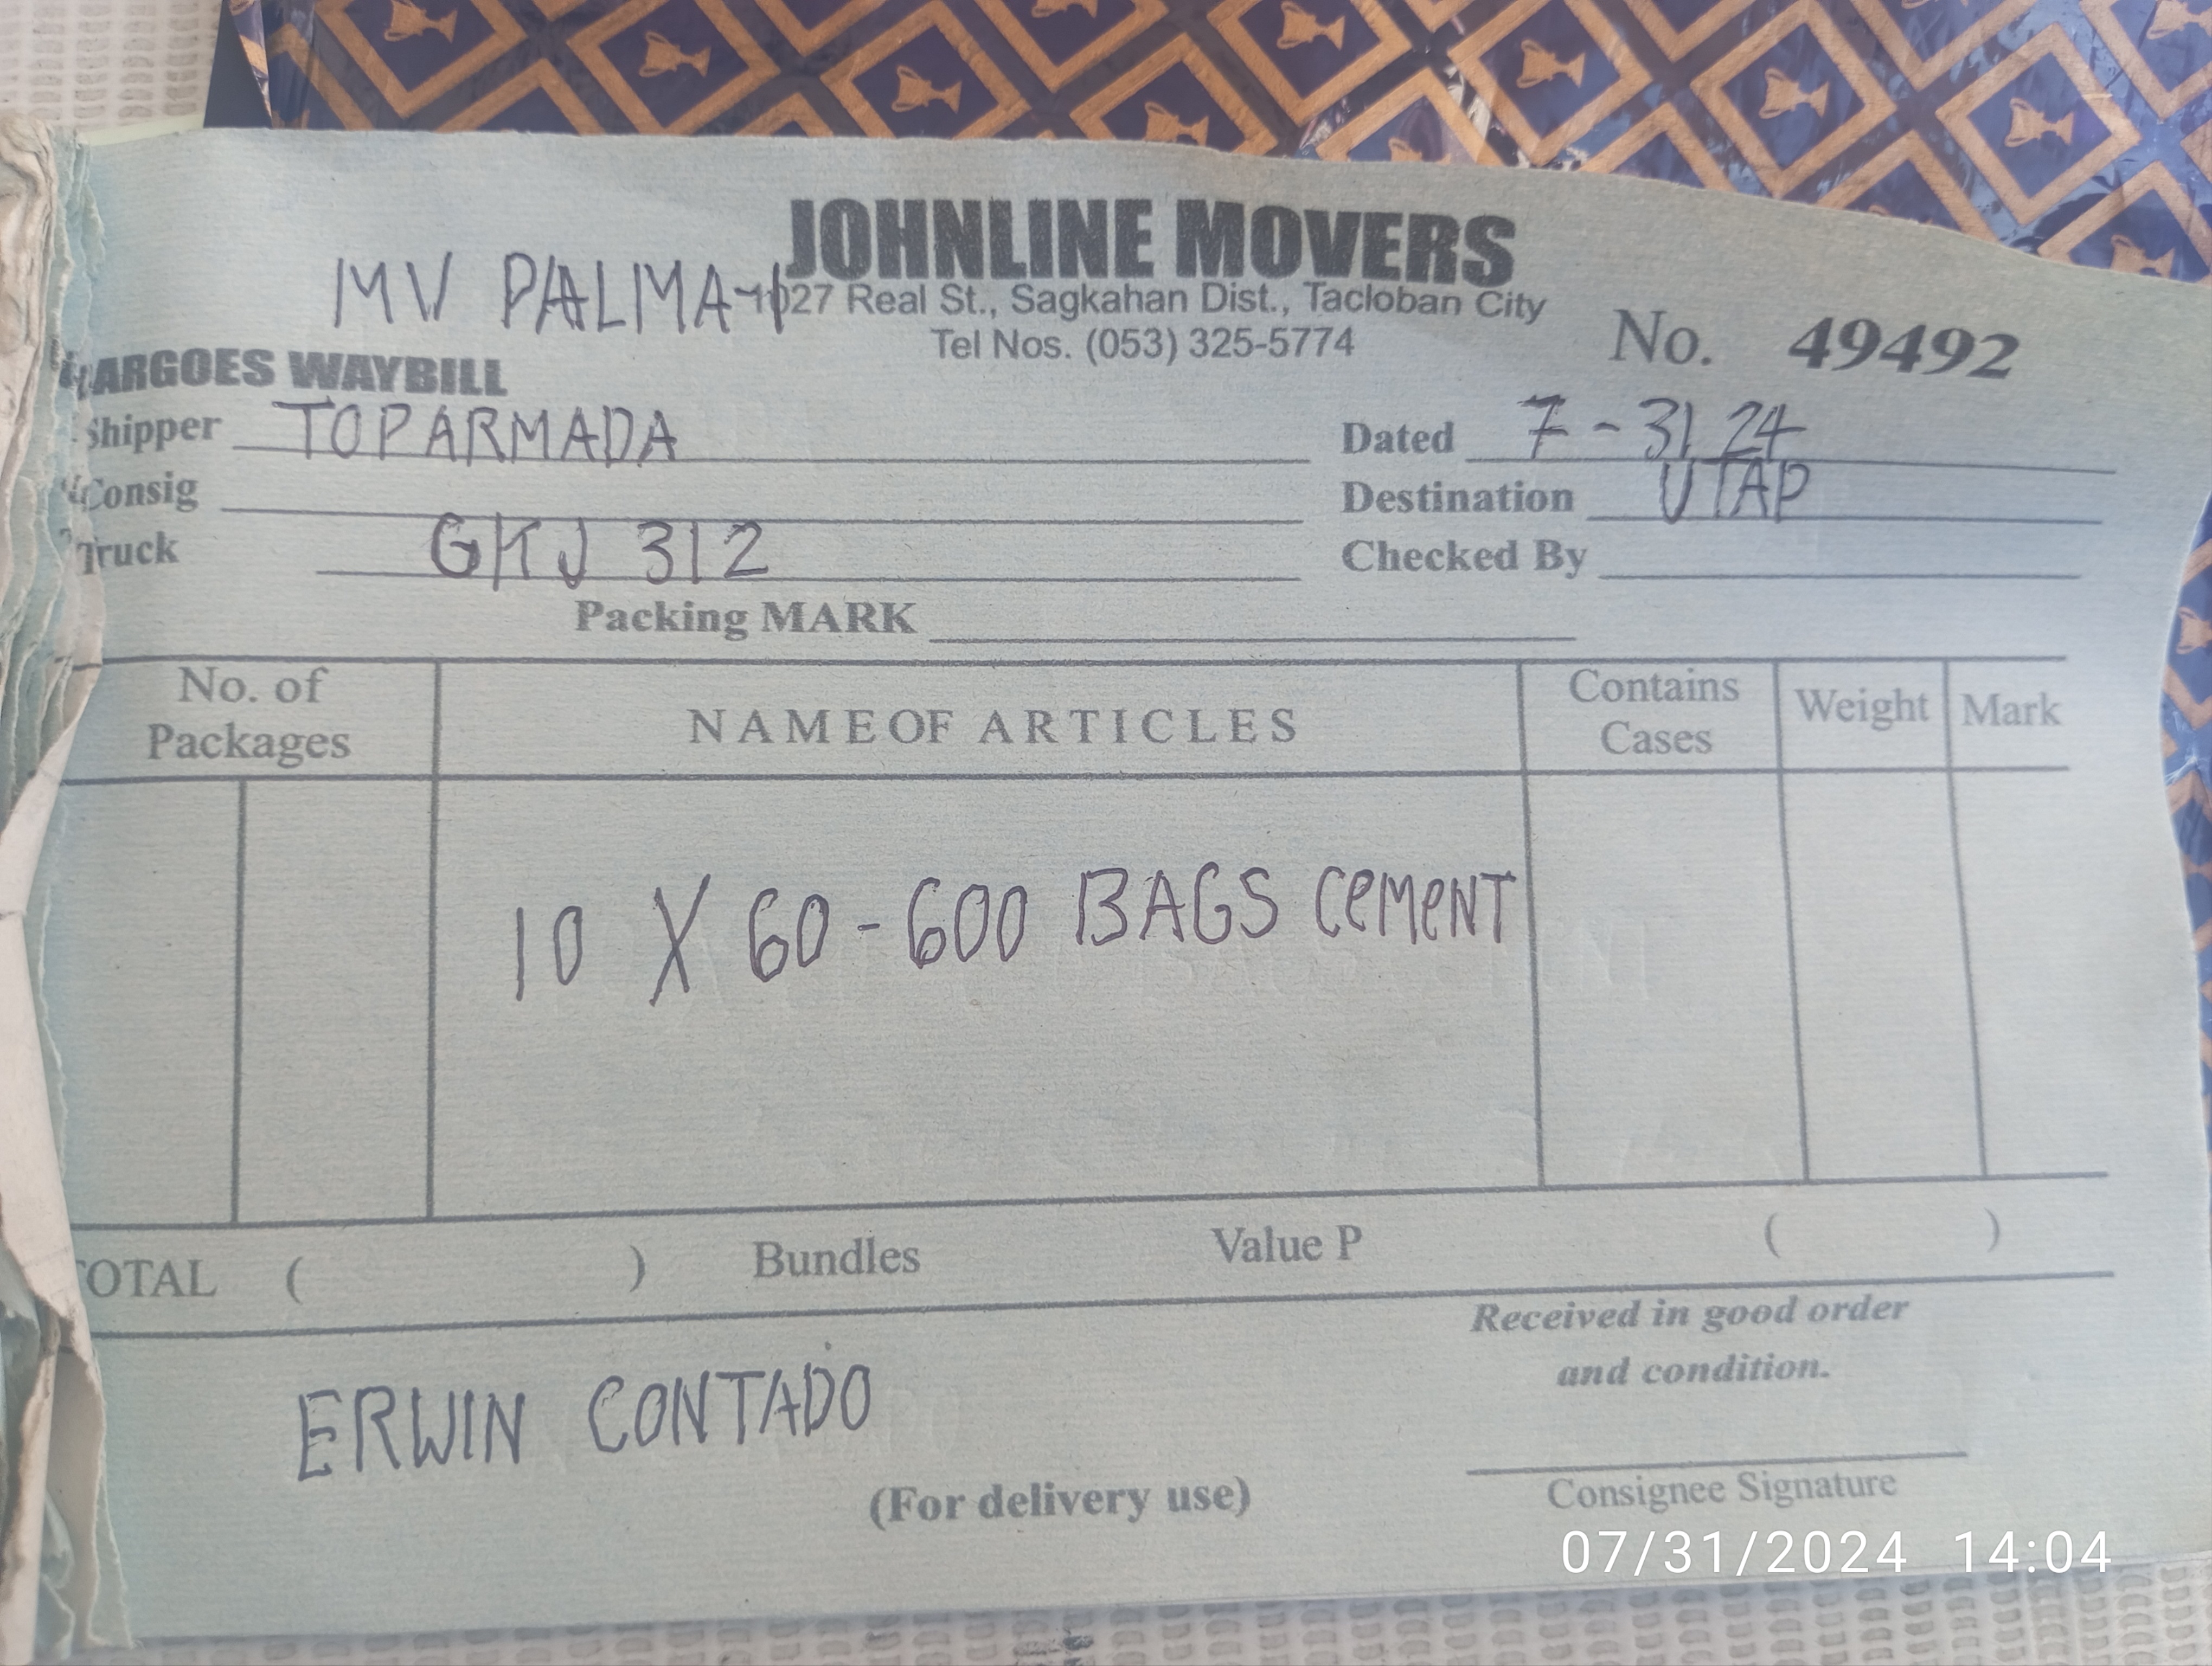 JOHNLINE MOVERS
MV PALMA-1
1027 Real St., Sagkahan Dist., Tacloban City
Tel Nos. (053) 325-5774
No. 49492
CARGOES WAYBILL
Shipper TOPARMADA
Dated 7-31 24
Consig
Destination UTAP
Truck GKJ 312
Checked By
Packing MARK
No. of Packages NAME OF ARTICLES Contains Cases Weight Mark
10 X 60-600 BAGS CEMENT
TOTAL ( ) Bundles Value P ( )
Received in good order
and condition.
ERWIN CONTADO
(For delivery use)
Consignee Signature
07/31/2024 14:04